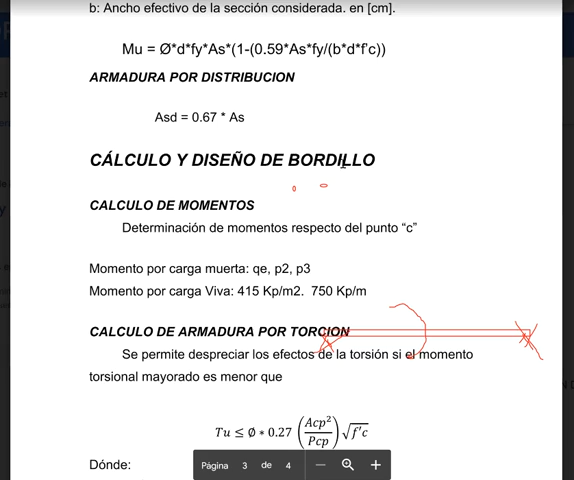 b: Ancho efectivo de la sección considerada. en [cm].
Mu = Ø*d*fy*As*(1-(0.59*As*fy/(b*d*f'c))
ARMADURA POR DISTRIBUCION
Asd = 0.67 * As
CÁLCULO Y DISEÑO DE BORDILLO
CALCULO DE MOMENTOS
Determinación de momentos respecto del punto “c”
Momento por carga muerta: qe, p2, p3
Momento por carga Viva: 415 Kp/m2. 750 Kp/m
CALCULO DE ARMADURA POR TORCION
Se permite despreciar los efectos de la torsión si el momento
torsional mayorado es menor que
Tu ≤ ∅ * 0.27 (Acp²/Pcp) √f′c
Dónde:
Página 3 de 4